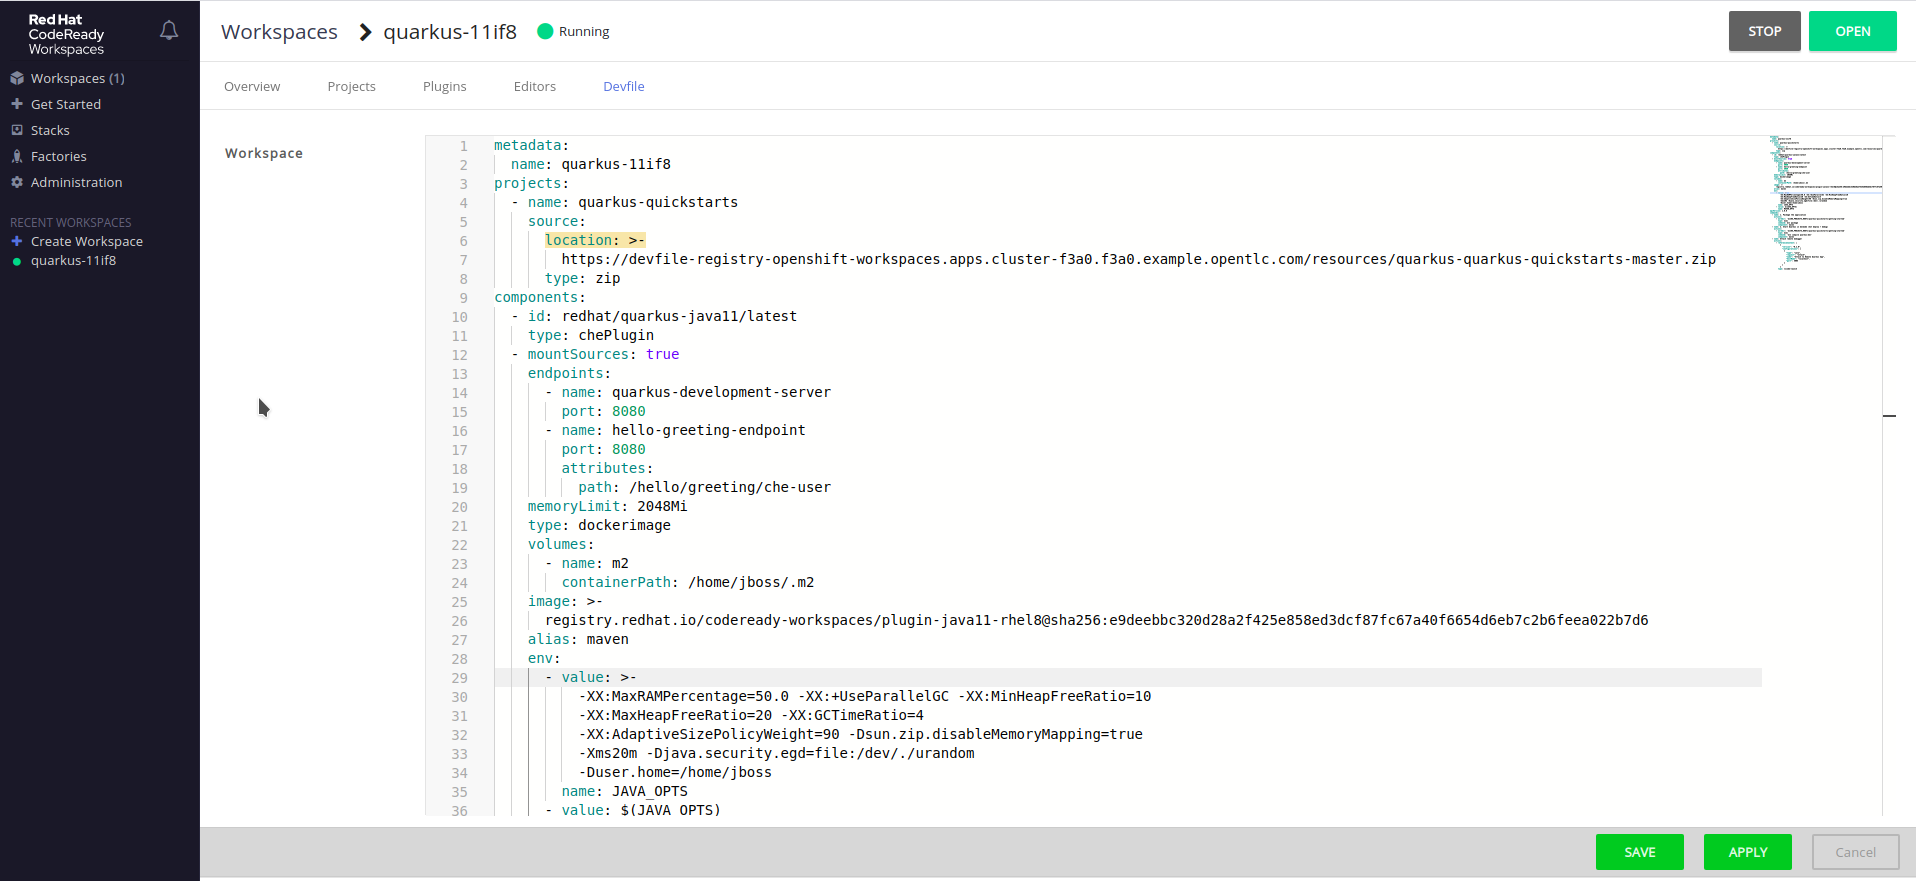 Red Hat
CodeReady
Workspaces
Workspaces (1)
Get Started
Stacks
Factories
Administration
RECENT WORKSPACES
Create Workspace
quarkus-11if8
Workspaces
quarkus-11if8
Running
STOP
OPEN
Overview
Projects
Plugins
Editors
Devfile
Workspace
1 metadata:
2   name: quarkus-11if8
3 projects:
4   - name: quarkus-quickstarts
5     source:
6       location: >-
7         https://devfile-registry-openshift-workspaces.apps.cluster-f3a0.f3a0.example.opentlc.com/resources/quarkus-quarkus-quickstarts-master.zip
8       type: zip
9 components:
10   - id: redhat/quarkus-java11/latest
11     type: chePlugin
12   - mountSources: true
13     endpoints:
14       - name: quarkus-development-server
15         port: 8080
16       - name: hello-greeting-endpoint
17         port: 8080
18         attributes:
19           path: /hello/greeting/che-user
20     memoryLimit: 2048Mi
21     type: dockerimage
22     volumes:
23       - name: m2
24         containerPath: /home/jboss/.m2
25     image: >-
26       registry.redhat.io/codeready-workspaces/plugin-java11-rhel8@sha256:e9deebbc320d28a2f425e858ed3dcf87fc67a40f6654d6eb7c2b6feea022b7d6
27     alias: maven
28     env:
29       - value: >-
30           -XX:MaxRAMPercentage=50.0 -XX:+UseParallelGC -XX:MinHeapFreeRatio=10
31           -XX:MaxHeapFreeRatio=20 -XX:GCTimeRatio=4
32           -XX:AdaptiveSizePolicyWeight=90 -Dsun.zip.disableMemoryMapping=true
33           -Xms20m -Djava.security.egd=file:/dev/./urandom
34           -Duser.home=/home/jboss
35         name: JAVA_OPTS
36       - value: $(JAVA_OPTS)
SAVE
APPLY
Cancel